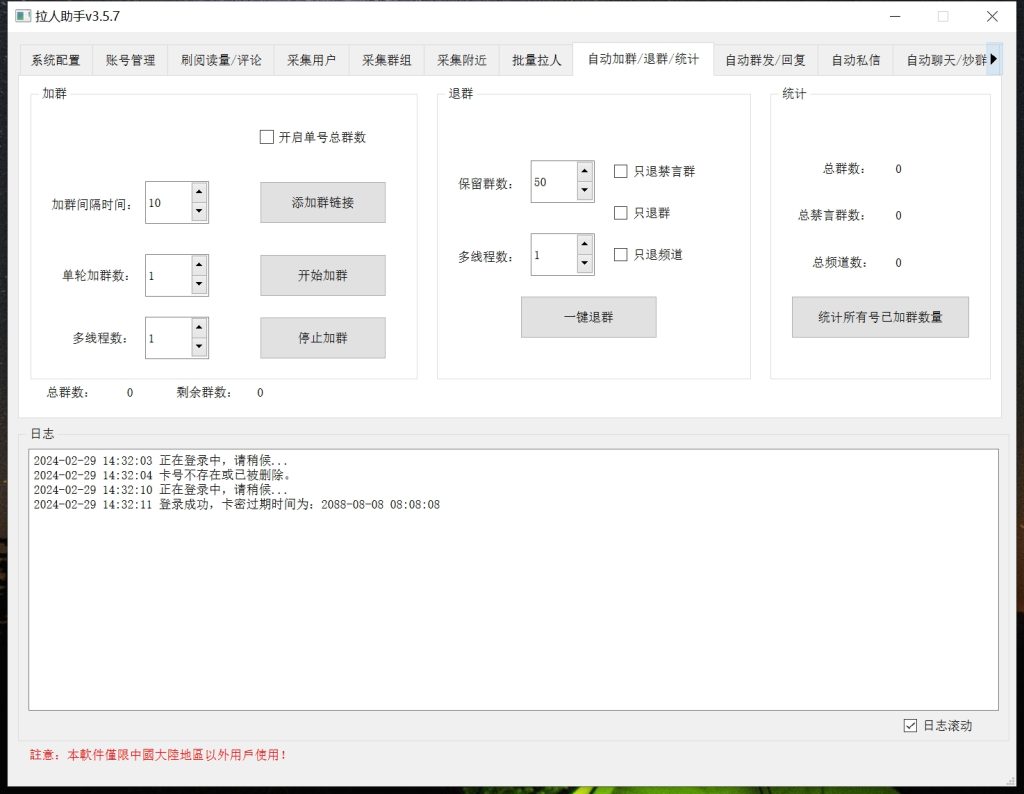 拉人助手v3.5.7
系统配置 账号管理 刷阅读量/评论 采集用户 采集群组 采集附近 批量拉人 自动加群/退群/统计 自动群发/回复 自动私信 自动聊天/炒群
加群
开启单号总群数
加群间隔时间: 10 添加群链接
单轮加群数: 1 开始加群
多线程数: 1 停止加群
总群数: 0 剩余群数: 0
退群
保留群数: 50 只退禁言群
只退群
多线程数: 1 只退频道
一键退群
统计
总群数: 0
总禁言群数: 0
总频道数: 0
统计所有号已加群数量
日志
2024-02-29 14:32:03 正在登录中，请稍候...
2024-02-29 14:32:04 卡号不存在或已被删除。
2024-02-29 14:32:10 正在登录中，请稍候...
2024-02-29 14:32:11 登录成功，卡密过期时间为：2088-08-08 08:08:08
日志滚动
註意：本軟件僅限中國大陸地區以外用戶使用！